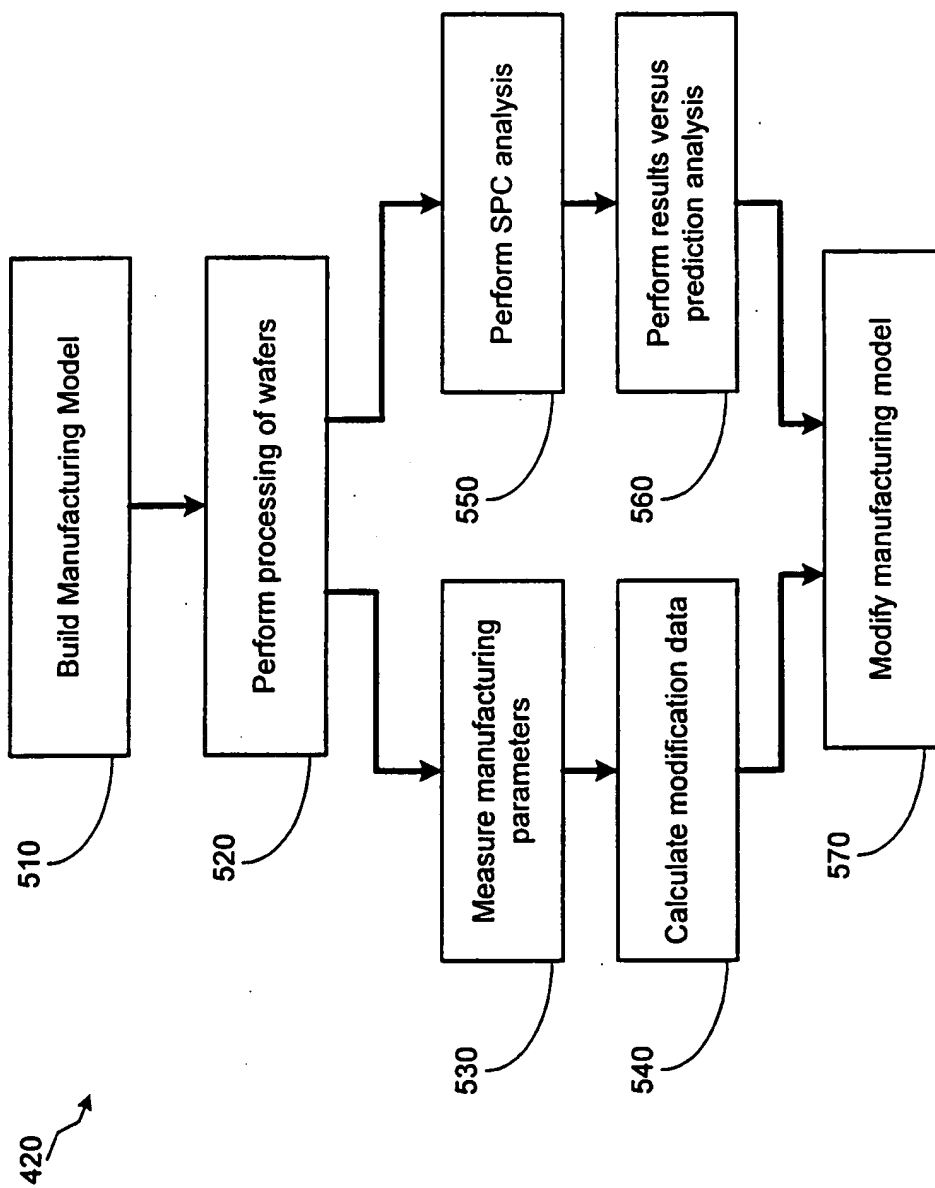 420
510
Build Manufacturing Model
520
Perform processing of wafers
530
Measure manufacturing
parameters
540
Calculate modification data
550
Perform SPC analysis
560
Perform results versus
prediction analysis
570
Modify manufacturing model